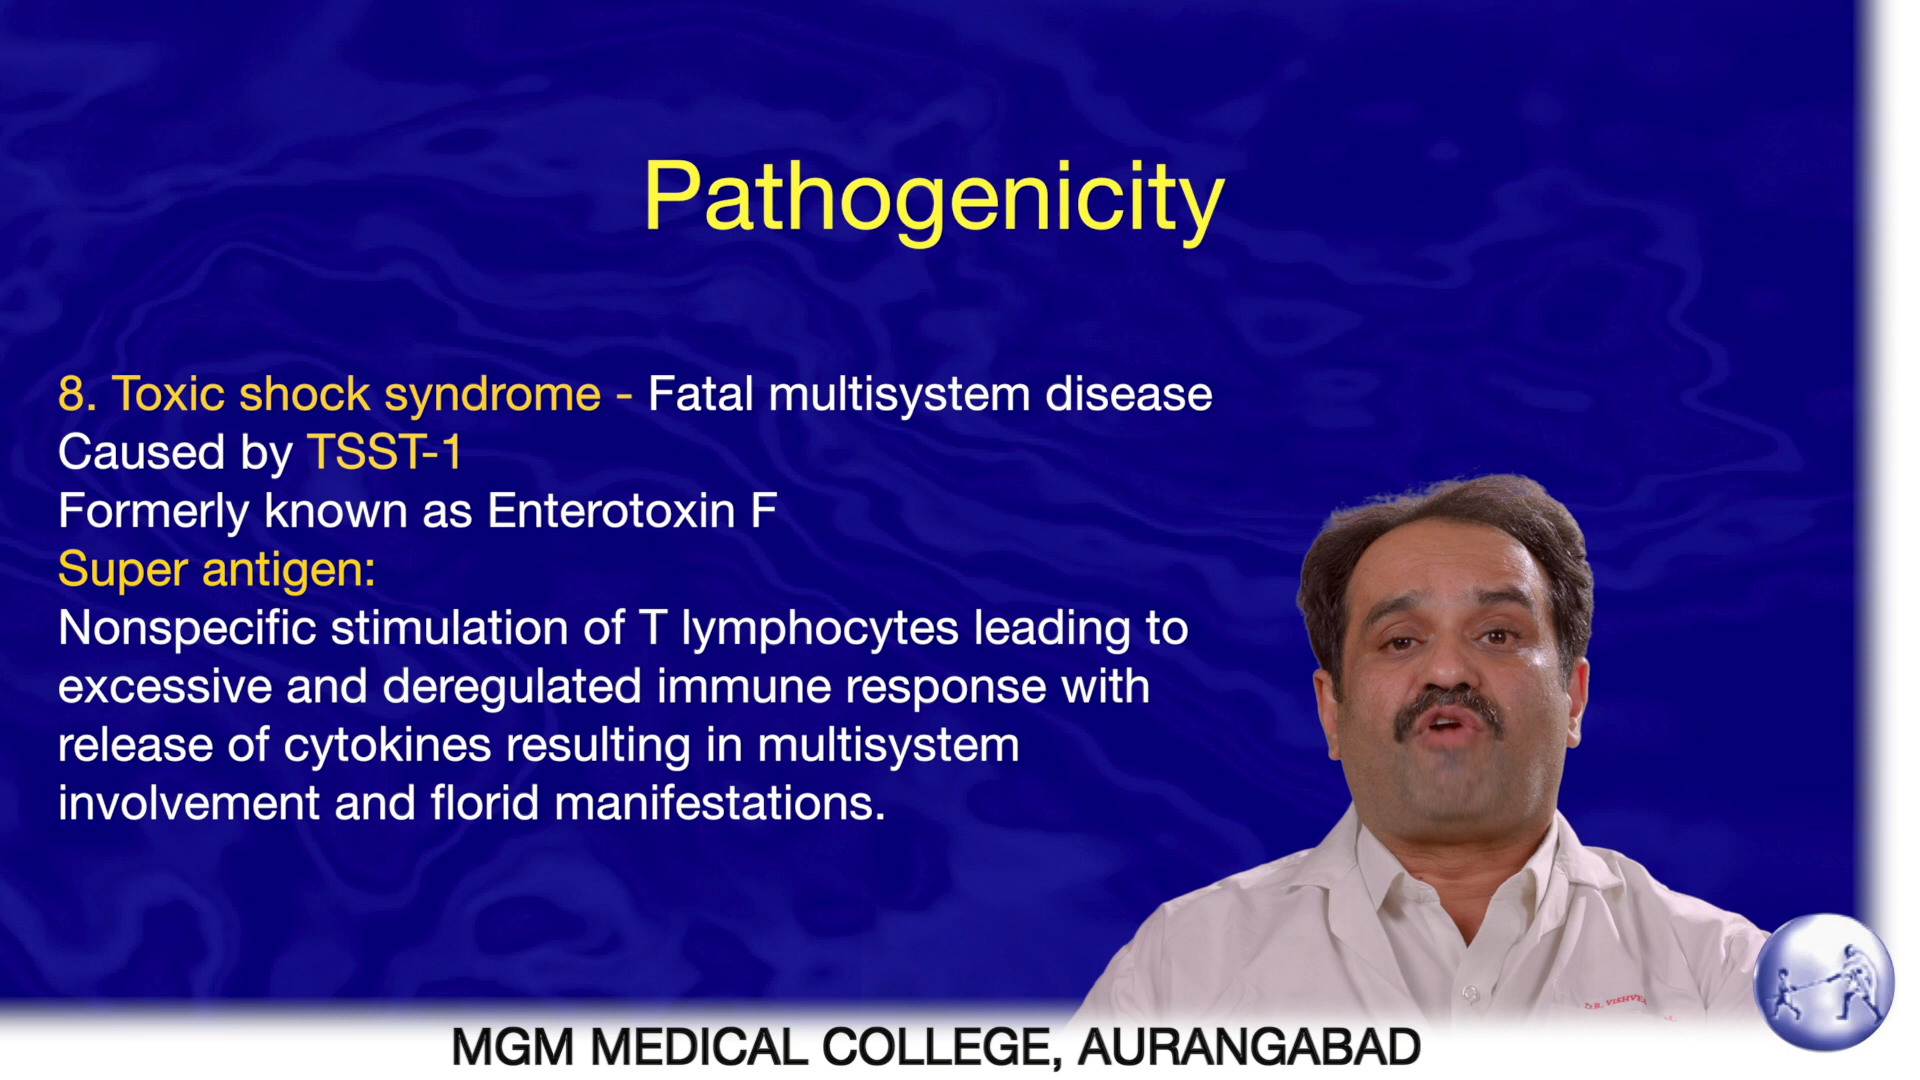 Pathogenicity
8. Toxic shock syndrome - Fatal multisystem disease
Caused by TSST-1
Formerly known as Enterotoxin F
Super antigen:
Nonspecific stimulation of T lymphocytes leading to
excessive and deregulated immune response with
release of cytokines resulting in multisystem
involvement and florid manifestations.
MGM MEDICAL COLLEGE, AURANGABAD